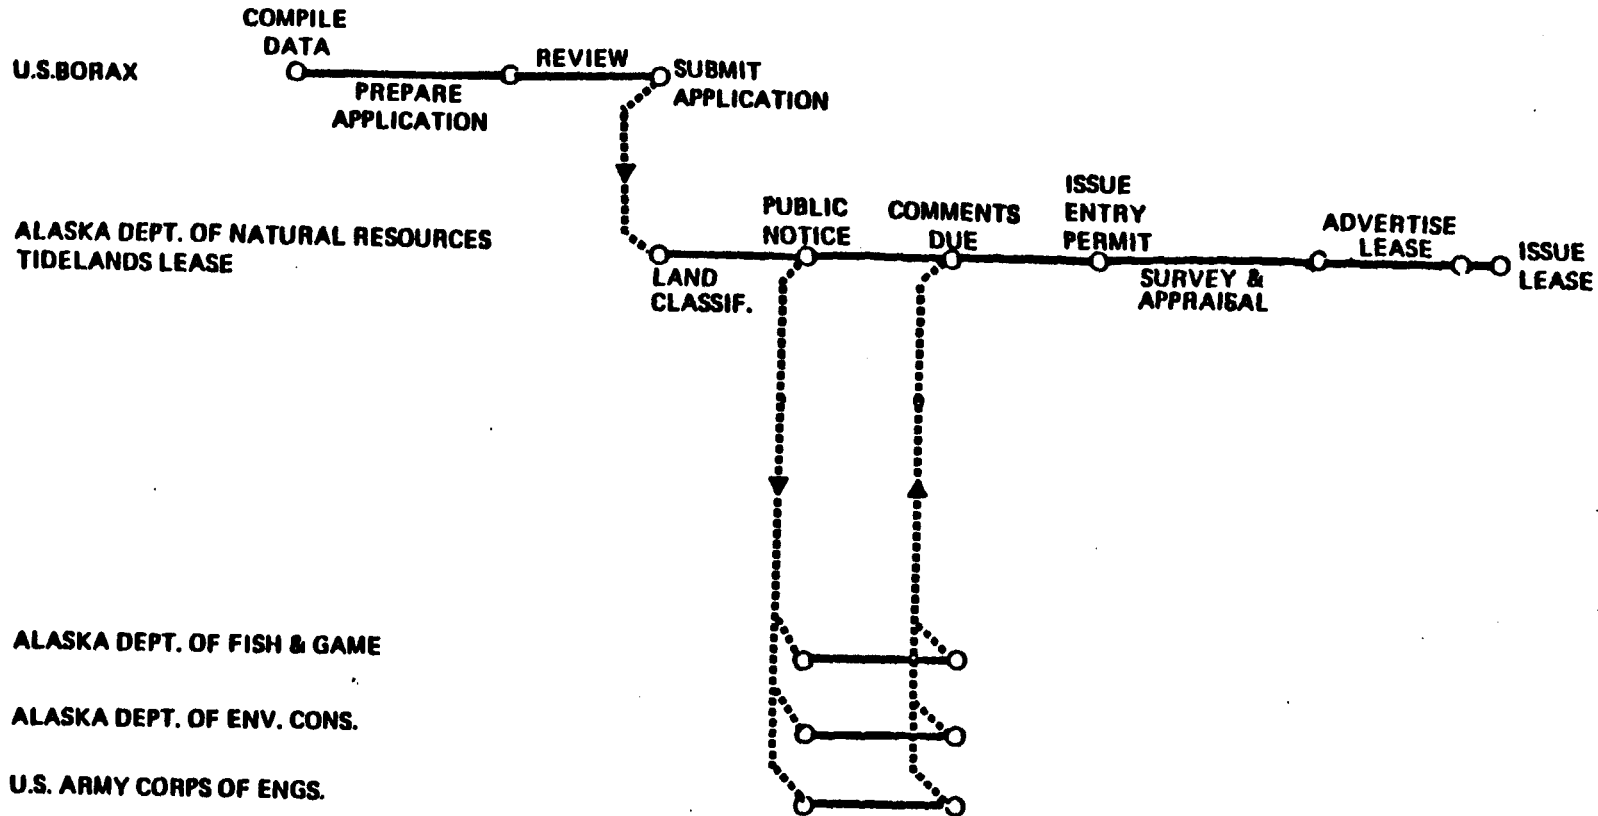 COMPILE
DATA
U.S.BORAX
REVIEW
SUBMIT
APPLICATION
PREPARE
APPLICATION
ALASKA DEPT. OF NATURAL RESOURCES
TIDELANDS LEASE
LAND
CLASSIF.
PUBLIC
NOTICE
COMMENTS
DUE
ISSUE
ENTRY
PERMIT
SURVEY &
APPRAISAL
ADVERTISE
LEASE
ISSUE
LEASE
ALASKA DEPT. OF FISH & GAME
ALASKA DEPT. OF ENV. CONS.
U.S. ARMY CORPS OF ENGS.